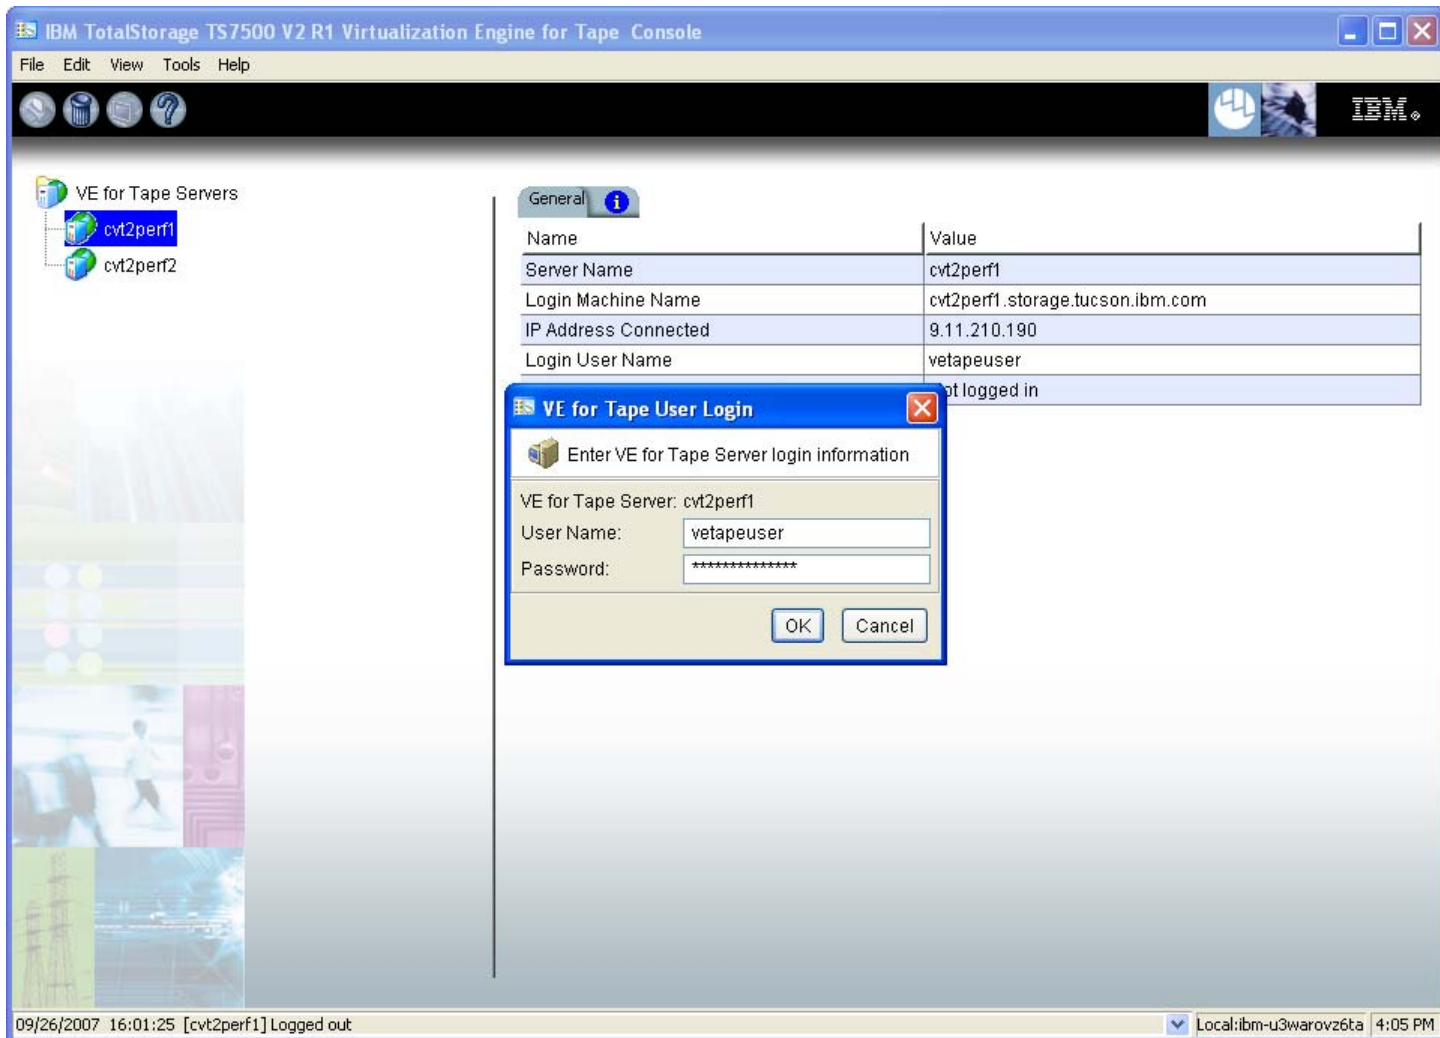 IBM TotalStorage TS7500 V2 R1 Virtualization Engine for Tape Console
File Edit View Tools Help
IBM
VE for Tape Servers
cvt2perf1
cvt2perf2
General
Name Value
Server Name cvt2perf1
Login Machine Name cvt2perf1.storage.tucson.ibm.com
IP Address Connected 9.11.210.190
Login User Name vetapeuser
logged in
VE for Tape User Login
Enter VE for Tape Server login information
VE for Tape Server: cvt2perf1
User Name: vetapeuser
Password: **************
OK Cancel
09/26/2007 16:01:25 [cvt2perf1] Logged out
Local:ibm-u3warovz6ta 4:05 PM